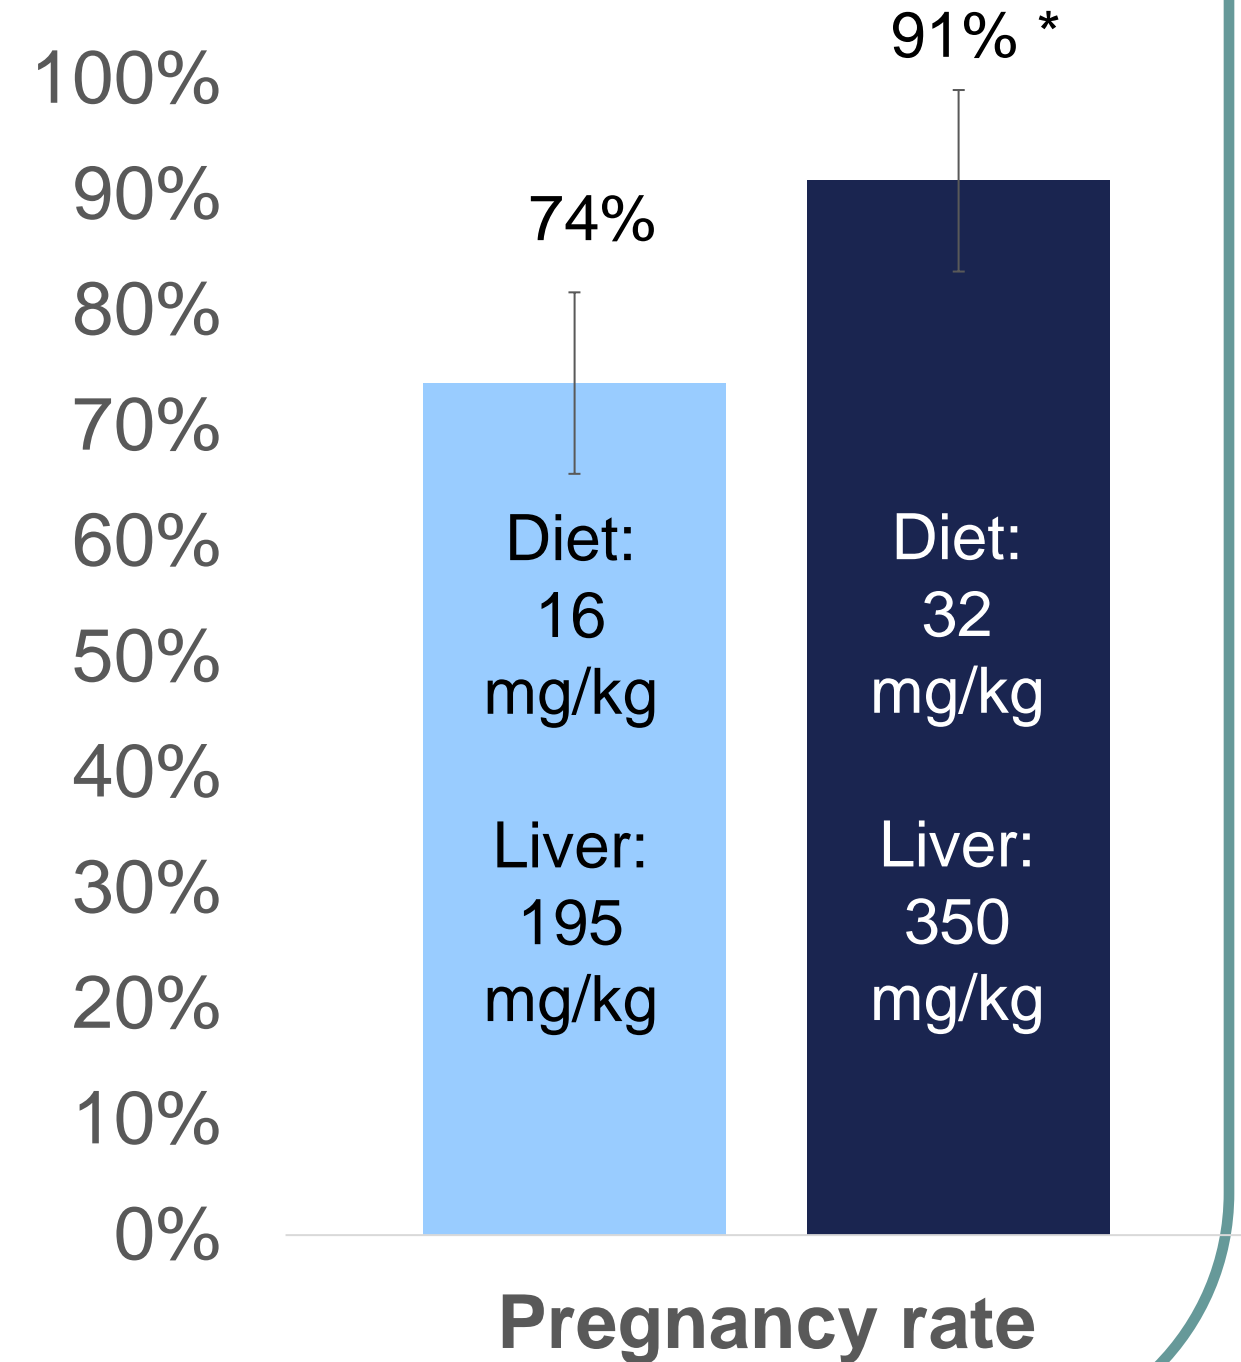 91% *
100%
90%
80%
70%
60%
50%
40%
30%
20%
10%
0%
74%
Diet:
16
mg/kg
Liver:
195
mg/kg
Diet:
32
mg/kg
Liver:
350
mg/kg
Pregnancy rate